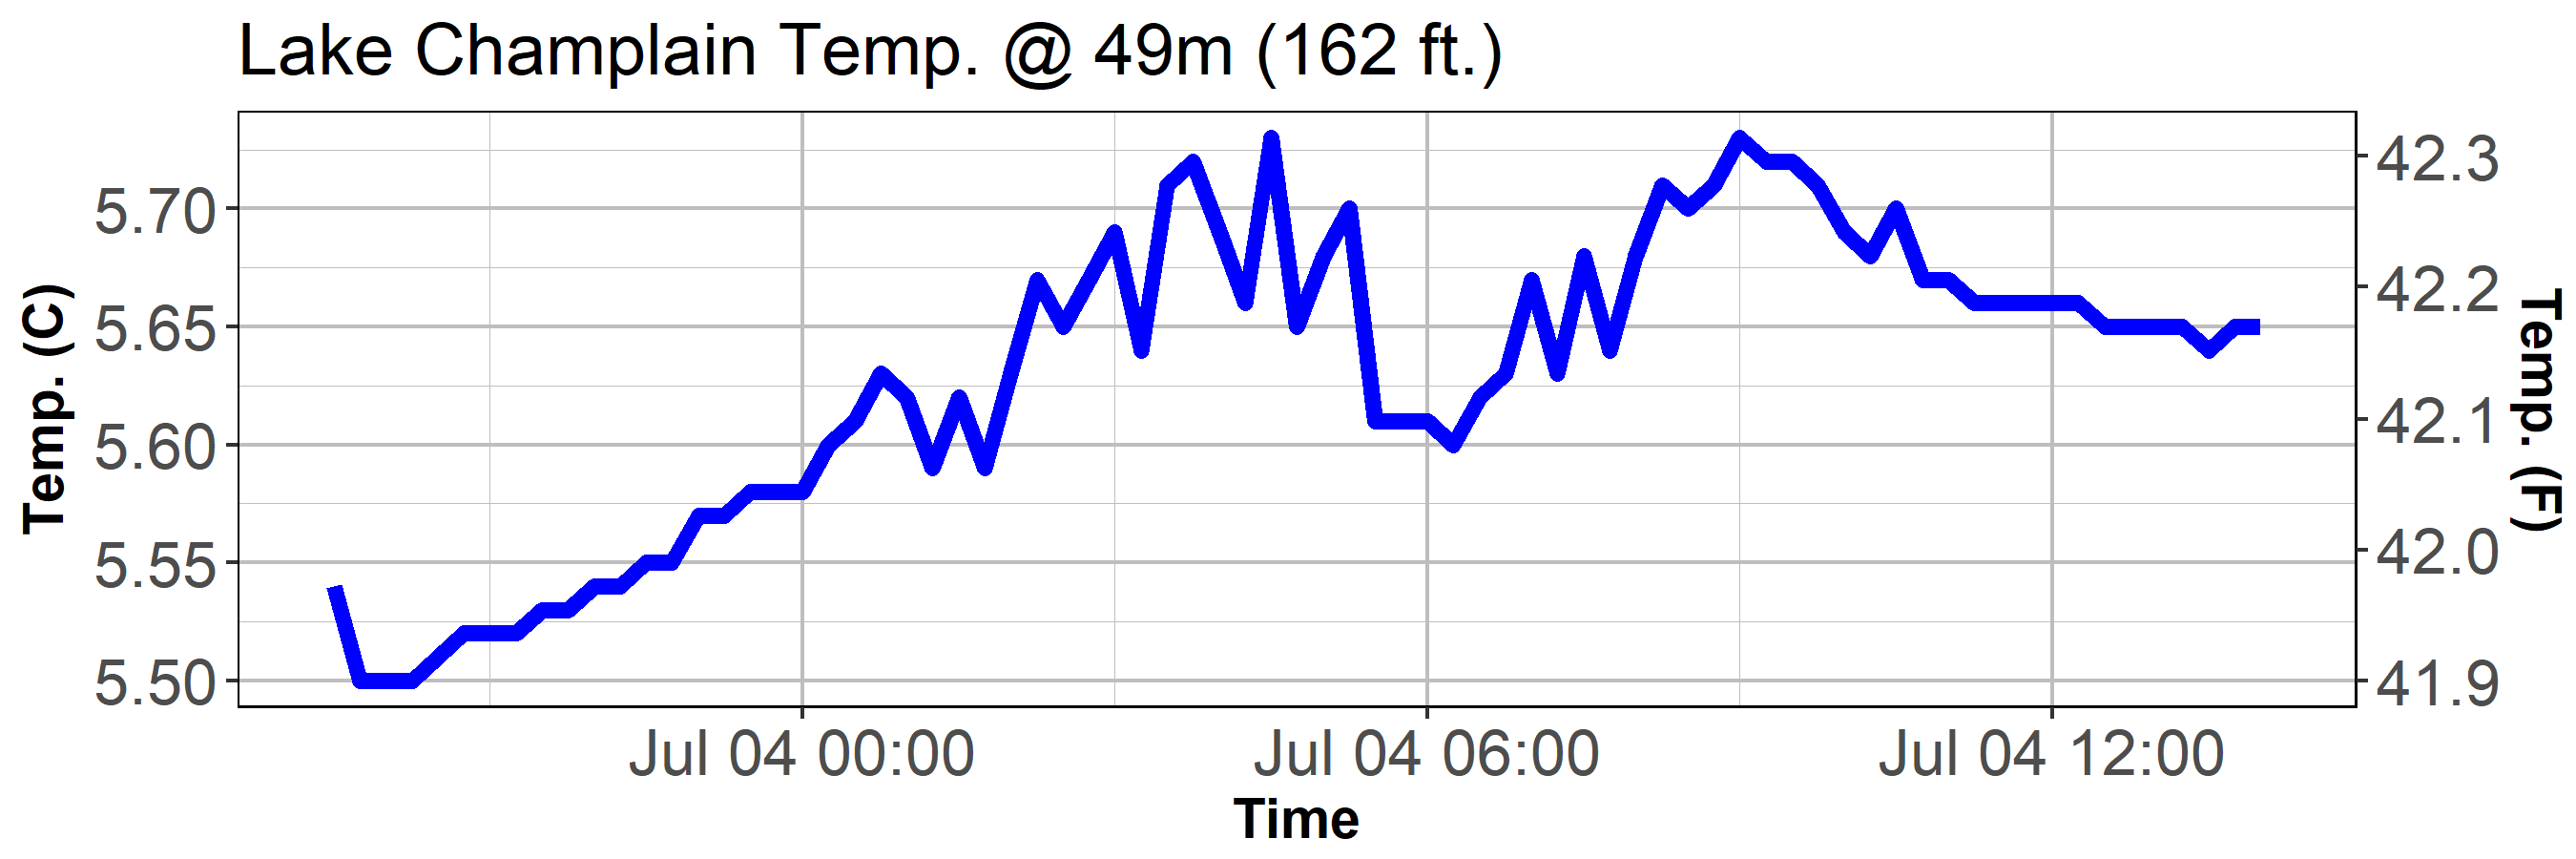 Lake Champlain Temp. @ 49m (162 ft.)
Temp. (C)
5.70
5.65
5.60
5.55
5.50
42.3
42.2
42.1
42.0
41.9
Temp. (F)
Jul 04 00:00
Jul 04 06:00
Jul 04 12:00
Time